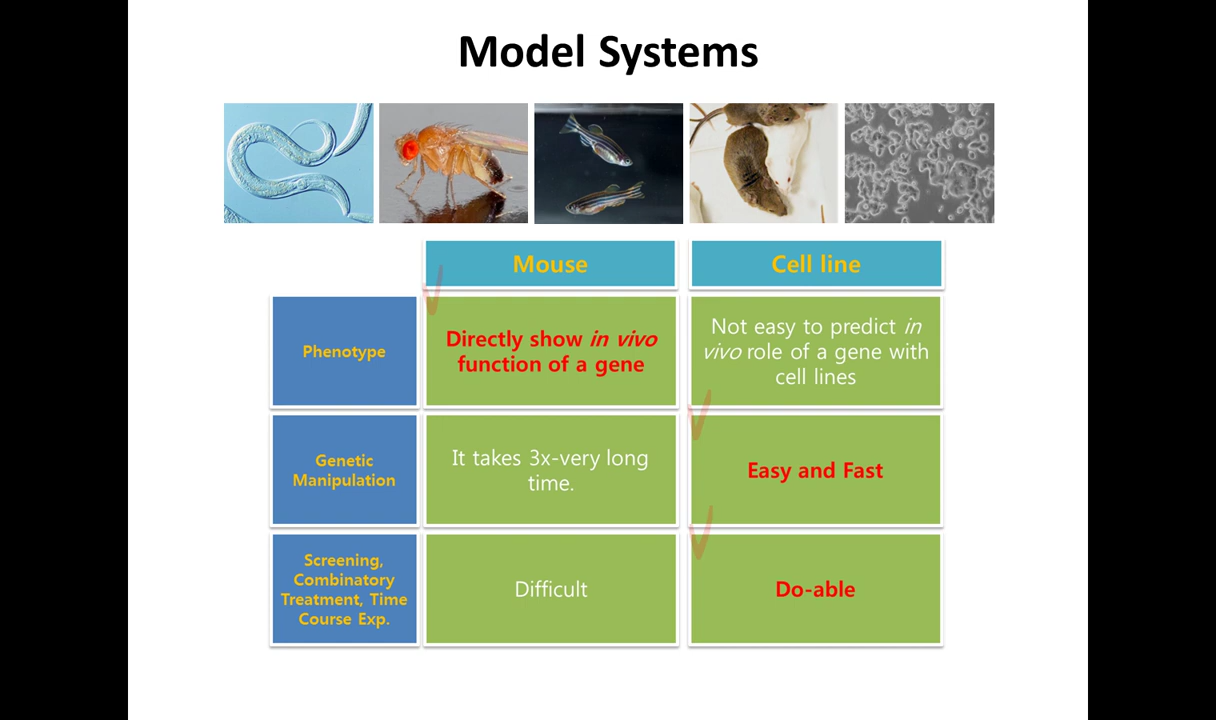 Model Systems
Mouse
Cell line
Phenotype
Directly show in vivo
function of a gene
Not easy to predict in
vivo role of a gene with
cell lines
Genetic
Manipulation
It takes 3x-very long
time.
Easy and Fast
Screening,
Combinatory
Treatment, Time
Course Exp.
Difficult
Do-able